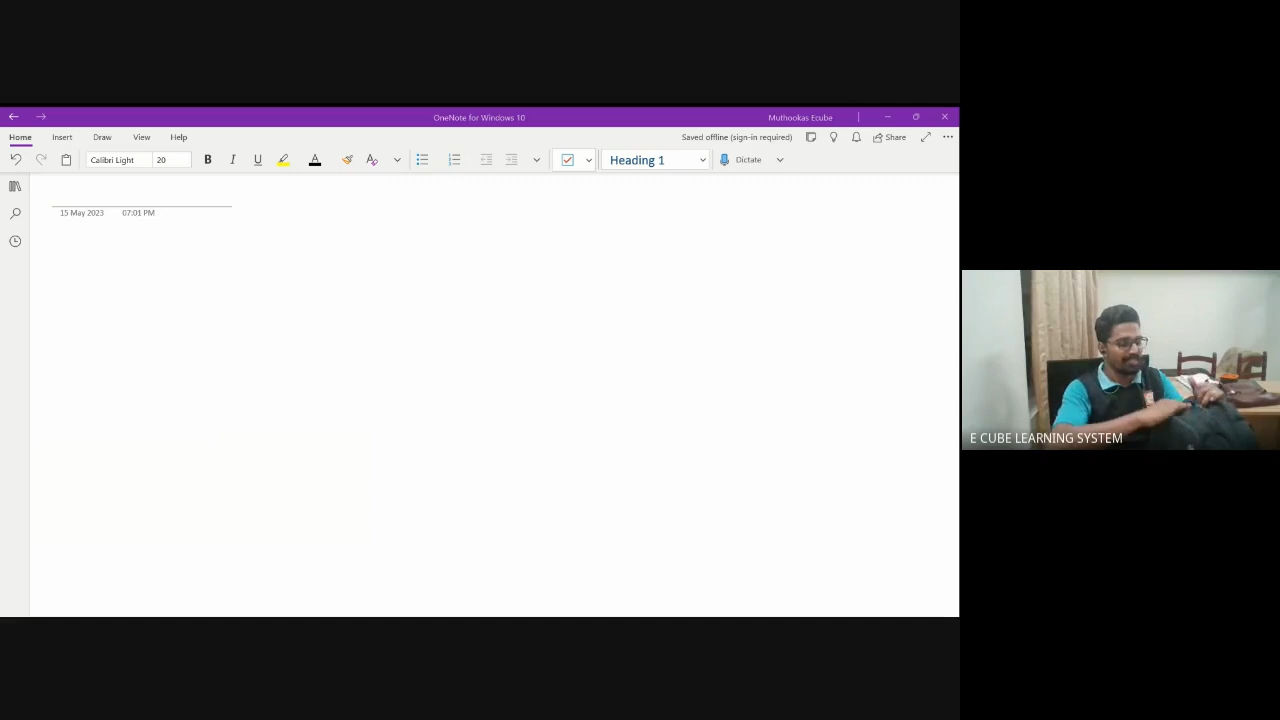 OneNote for Windows 10
Muthookas Ecube
Home Insert Draw View Help
Saved offline (sign-in required)
Share
Calibri Light 20 B I U A A Heading 1 Dictate
15 May 2023 07:01 PM
E CUBE LEARNING SYSTEM